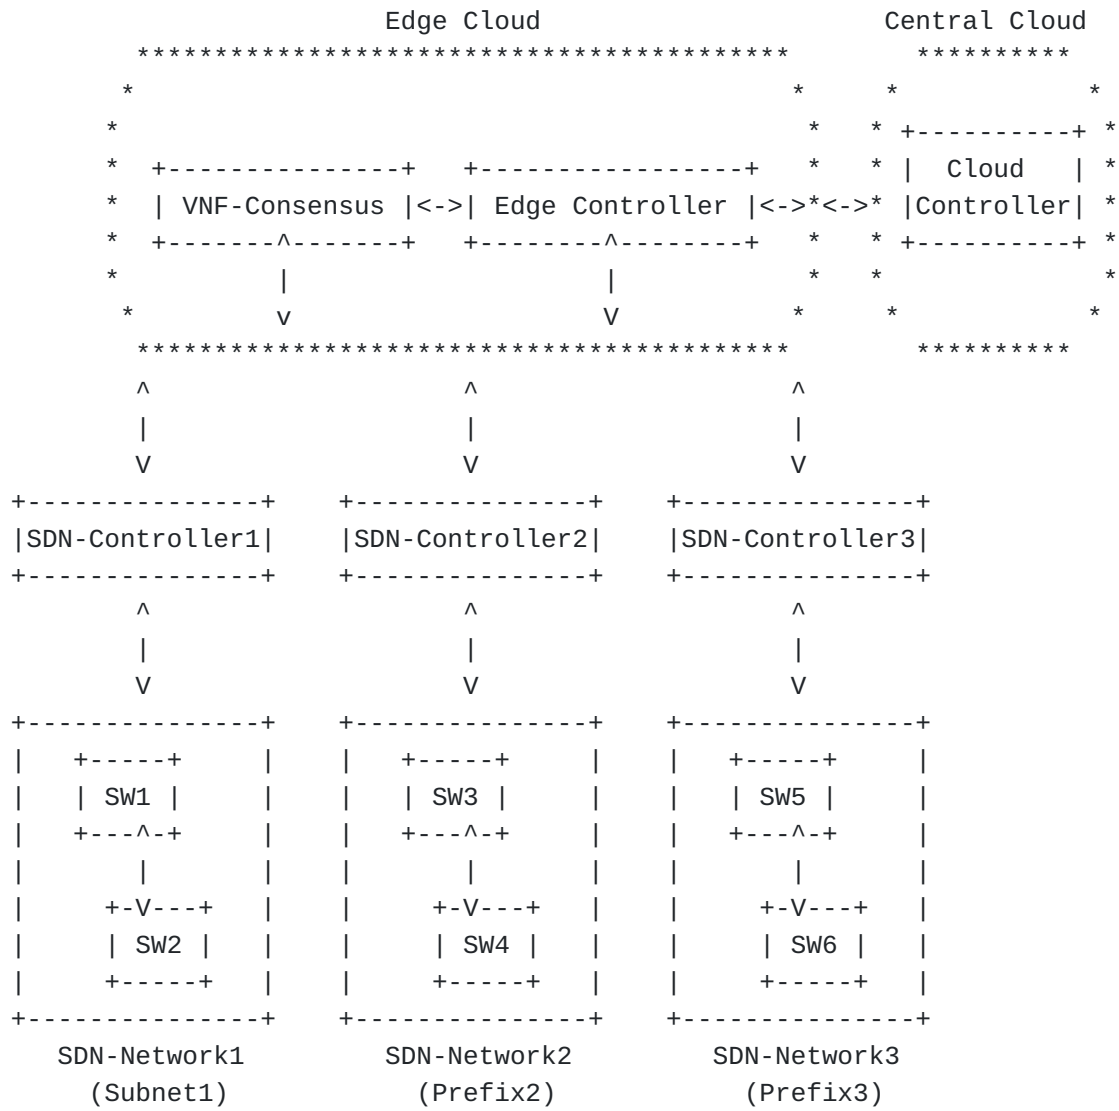 Edge Cloud                      Central Cloud
        ******************************************        **********
       *                                          *     *            *
      *                                            *   * +----------+ *
      *  +---------------+   +-----------------+   *   * |  Cloud   | *
      *  | VNF-Consensus |<->| Edge Controller |<->*<->* |Controller| *
      *  +-------^-------+   +---------^-------+   *   * +----------+ *
      *          |                    |            *   *              *
       *         v                    V           *     *            *
        ******************************************        **********
        ^                    ^                    ^
        |                    |                    |
        V                    V                    V
+---------------+    +---------------+    +---------------+
|SDN-Controller1|    |SDN-Controller2|    |SDN-Controller3|
+---------------+    +---------------+    +---------------+
        ^                    ^                    ^
        |                    |                    |
        V                    V                    V
+---------------+    +---------------+    +---------------+
|   +-----+     |    |   +-----+     |    |   +-----+     |
|   | SW1 |     |    |   | SW3 |     |    |   | SW5 |     |
|   +---^-+     |    |   +---^-+     |    |   +---^-+     |
|       |       |    |       |       |    |       |       |
|     +-V---+   |    |     +-V---+   |    |     +-V---+   |
|     | SW2 |   |    |     | SW4 |   |    |     | SW6 |   |
|     +-----+   |    |     +-----+   |    |     +-----+   |
+---------------+    +---------------+    +---------------+
   SDN-Network1         SDN-Network2         SDN-Network3
     (Subnet1)            (Prefix2)            (Prefix3)